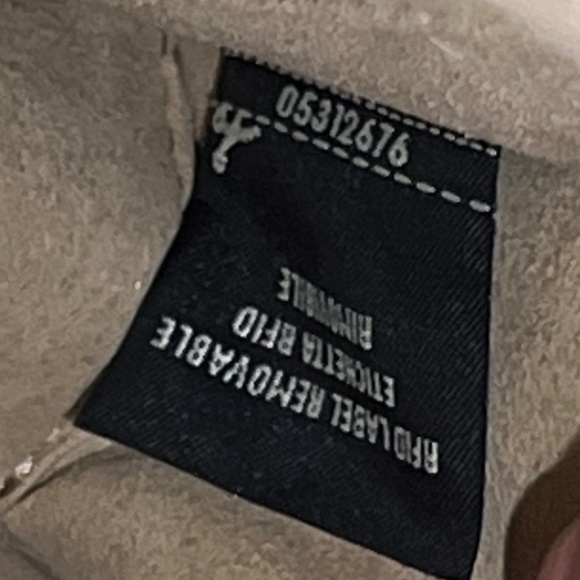 05312676
RFID LABEL REMOVABLE
ETICHETTA RFID
RIMOVIBILE